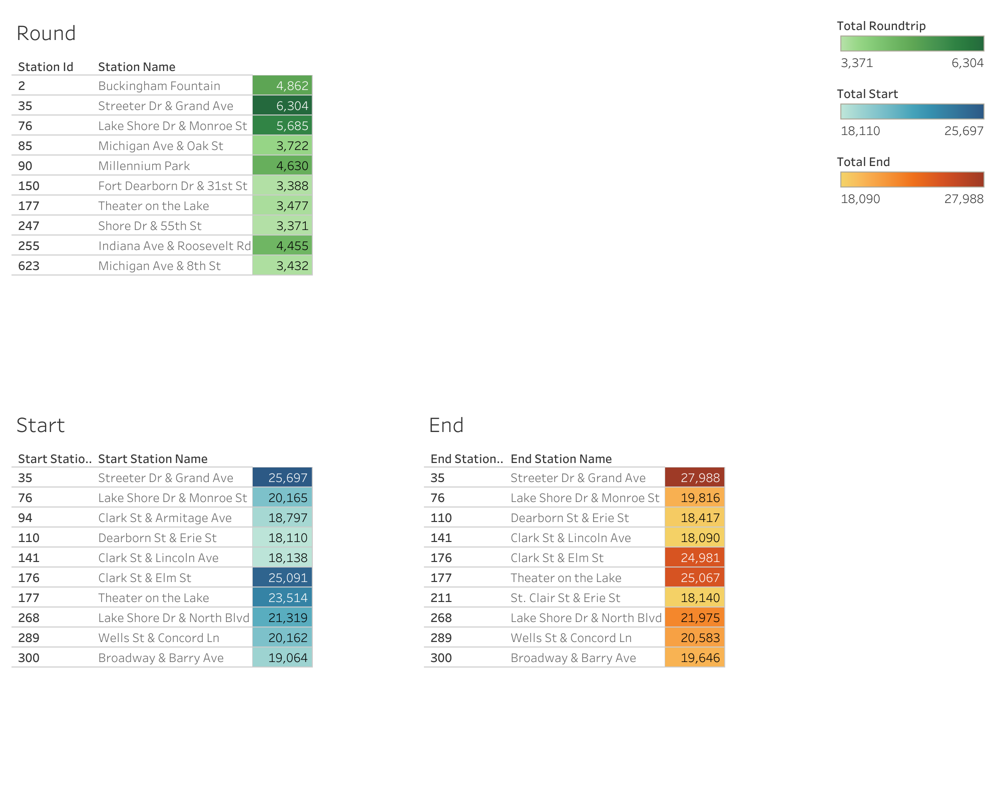 Round
Station Id Station Name
2 Buckingham Fountain 4,862
35 Streeter Dr & Grand Ave 6,304
76 Lake Shore Dr & Monroe St 5,685
85 Michigan Ave & Oak St 3,722
90 Millennium Park 4,630
150 Fort Dearborn Dr & 31st St 3,388
177 Theater on the Lake 3,477
247 Shore Dr & 55th St 3,371
255 Indiana Ave & Roosevelt Rd 4,455
623 Michigan Ave & 8th St 3,432
Total Roundtrip
3,371 6,304
Total Start
18,110 25,697
Total End
18,090 27,988
Start
Start Statio.. Start Station Name
35 Streeter Dr & Grand Ave 25,697
76 Lake Shore Dr & Monroe St 20,165
94 Clark St & Armitage Ave 18,797
110 Dearborn St & Erie St 18,110
141 Clark St & Lincoln Ave 18,138
176 Clark St & Elm St 25,091
177 Theater on the Lake 23,514
268 Lake Shore Dr & North Blvd 21,319
289 Wells St & Concord Ln 20,162
300 Broadway & Barry Ave 19,064
End
End Station.. End Station Name
35 Streeter Dr & Grand Ave 27,988
76 Lake Shore Dr & Monroe St 19,816
110 Dearborn St & Erie St 18,417
141 Clark St & Lincoln Ave 18,090
176 Clark St & Elm St 24,981
177 Theater on the Lake 25,067
211 St. Clair St & Erie St 18,140
268 Lake Shore Dr & North Blvd 21,975
289 Wells St & Concord Ln 20,583
300 Broadway & Barry Ave 19,646